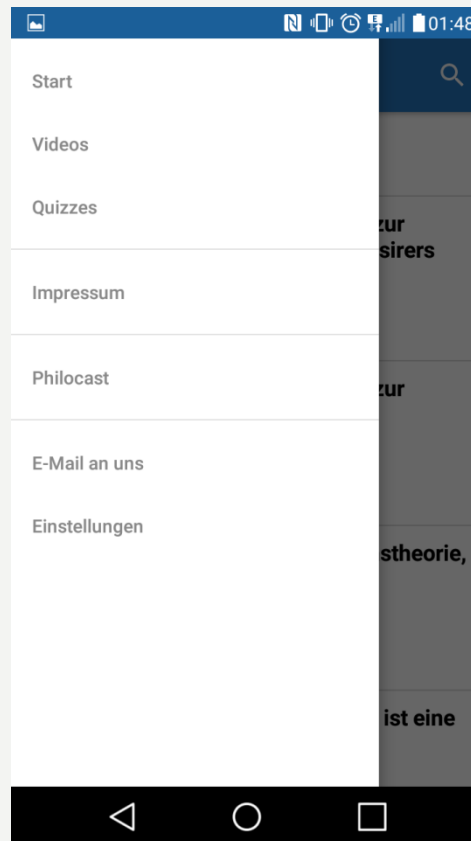 01:48
Start
Videos
Quizzes
zur
sirers
Impressum
Philocast
zur
E-Mail an uns
Einstellungen
stheorie,
ist eine